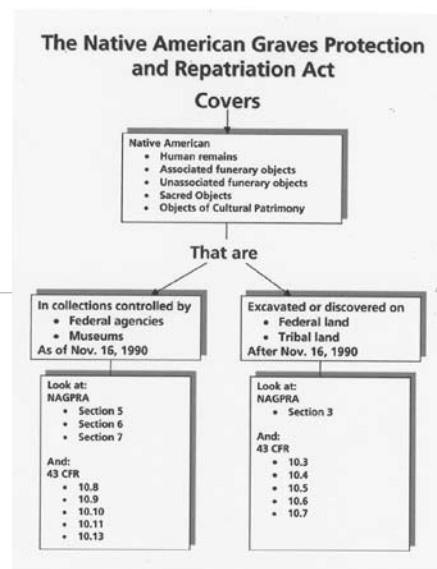 The Native American Graves Protection
and Repatriation Act
Covers
Native American
• Human remains
• Associated funerary objects
• Unassociated funerary objects
• Sacred Objects
• Objects of Cultural Patrimony
That are
In collections controlled by
• Federal agencies
• Museums
As of Nov. 16, 1990
Excavated or discovered on
• Federal land
• Tribal land
After Nov. 16, 1990
Look at:
NAGPRA
• Section 5
• Section 6
• Section 7
And:
43 CFR
• 10.8
• 10.9
• 10.10
• 10.11
• 10.13
Look at:
NAGPRA
• Section 3
And:
43 CFR
• 10.3
• 10.4
• 10.5
• 10.6
• 10.7